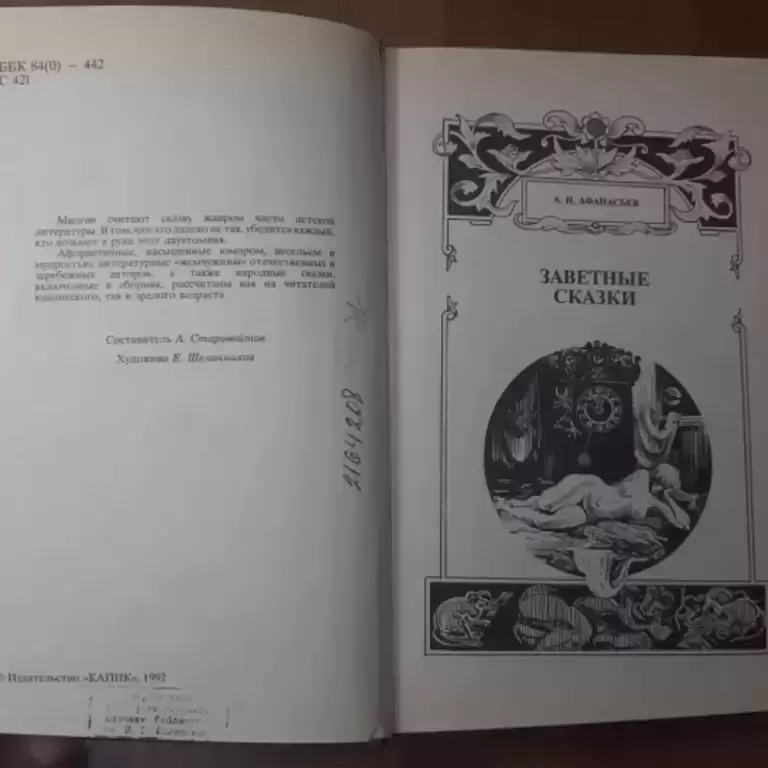 ББК 84(0) – 442
С 421
Многие считают сказку жанром чисто детской
литературы. В том, что это далеко не так, убедится каждый,
кто возьмет в руки этот двухтомник.
Афористичные, насыщенные юмором, весельем и
мудростью, литературные «жемчужины» отечественных и
зарубежных авторов, а также народные сказки,
включенные в сборник, рассчитаны как на читателей
юношеского, так и зрелого возраста.
Составитель А. Старовойтов
Художник Е. Шелкунов
© Издательство «КАПИК», 1992
2164208
А. Н. АФАНАСЬЕВ
ЗАВЕТНЫЕ
СКАЗКИ